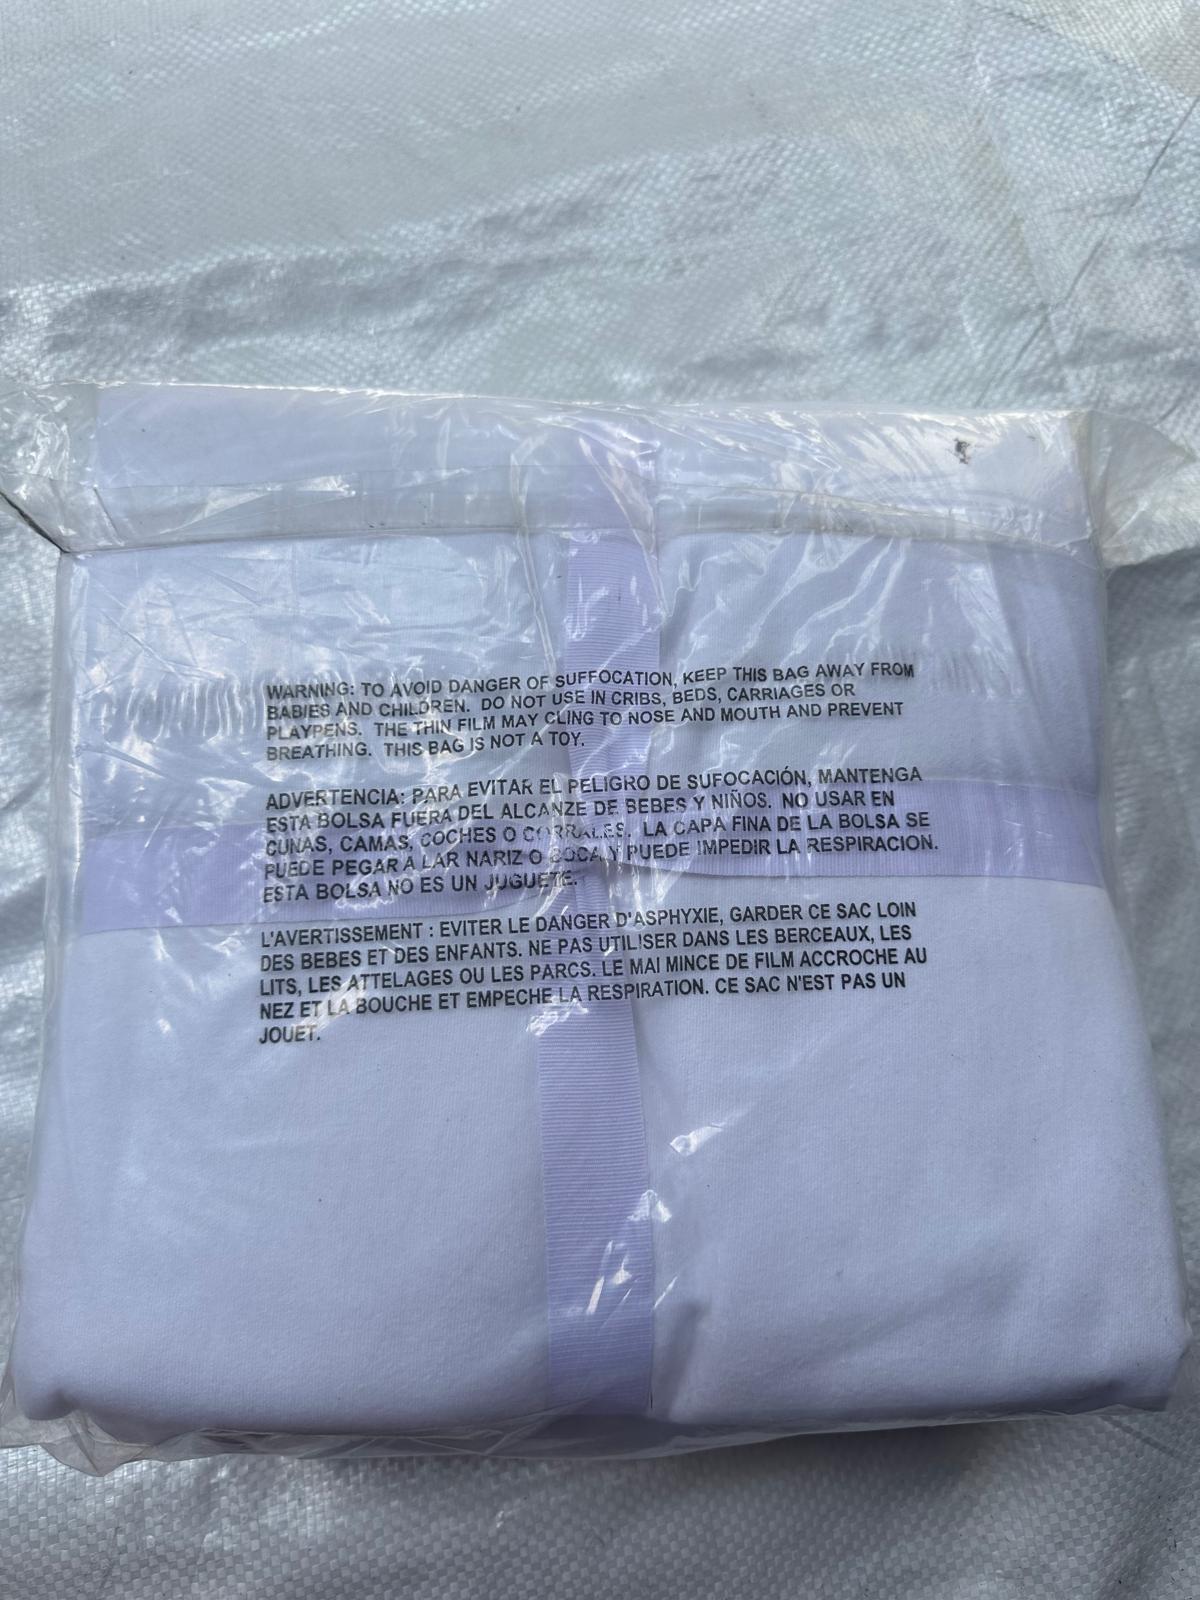 WARNING: TO AVOID DANGER OF SUFFOCATION, KEEP THIS BAG AWAY FROM
BABIES AND CHILDREN. DO NOT USE IN CRIBS, BEDS, CARRIAGES OR
PLAYPENS. THE THIN FILM MAY CLING TO NOSE AND MOUTH AND PREVENT
BREATHING. THIS BAG IS NOT A TOY.
ADVERTENCIA: PARA EVITAR EL PELIGRO DE SUFOCACIÓN, MANTENGA
ESTA BOLSA FUERA DEL ALCANZE DE BEBES Y NIÑOS. NO USAR EN
CUNAS, CAMAS, COCHES O CORRALES. LA CAPA FINA DE LA BOLSA SE
PUEDE PEGAR A LAR NARIZ O BOCA Y PUEDE IMPEDIR LA RESPIRACION.
ESTA BOLSA NO ES UN JUGUETE.
L'AVERTISSEMENT : EVITER LE DANGER D'ASPHYXIE, GARDER CE SAC LOIN
DES BEBES ET DES ENFANTS. NE PAS UTILISER DANS LES BERCEAUX, LES
LITS, LES ATTELAGES OU LES PARCS. LE MAI MINCE DE FILM ACCROCHE AU
NEZ ET LA BOUCHE ET EMPECHE LA RESPIRATION. CE SAC N'EST PAS UN
JOUET.